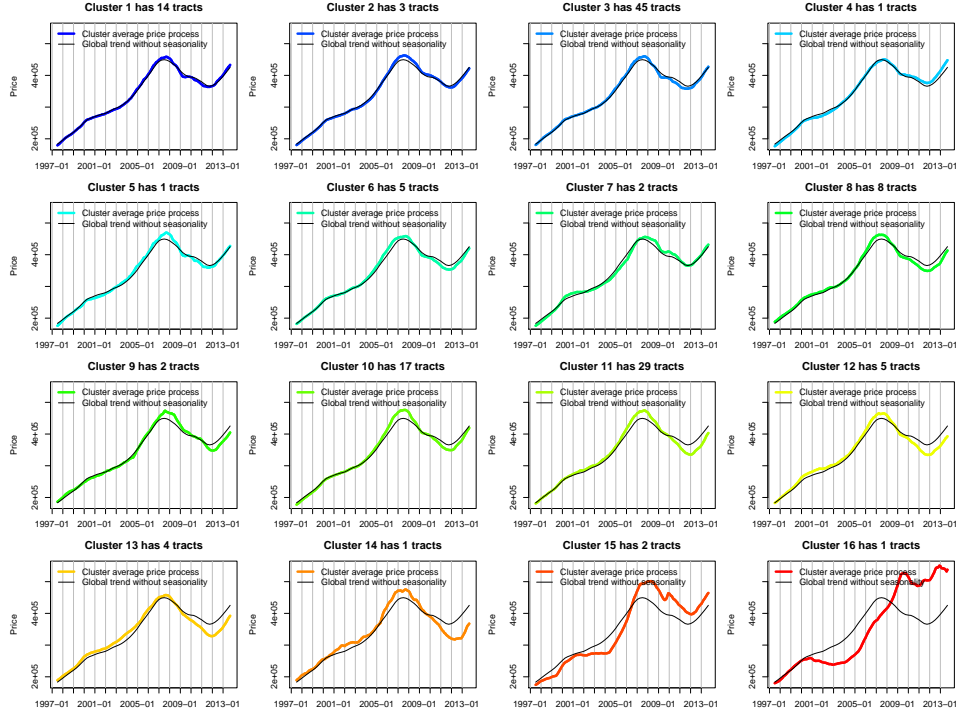 Cluster 1 has 14 tracts
Cluster 2 has 3 tracts
Cluster 3 has 45 tracts
Cluster 4 has 1 tracts
Cluster average price process
Global trend without seasonality
Cluster average price process
Global trend without seasonality
Cluster average price process
Global trend without seasonality
Cluster average price process
Global trend without seasonality
Price 2e+05 4e+05
Price 2e+05 4e+05
Price 2e+05 4e+05
Price 2e+05 4e+05
1997−01 2001−01 2005−01 2009−01 2013−01
1997−01 2001−01 2005−01 2009−01 2013−01
1997−01 2001−01 2005−01 2009−01 2013−01
1997−01 2001−01 2005−01 2009−01 2013−01
Cluster 5 has 1 tracts
Cluster 6 has 5 tracts
Cluster 7 has 2 tracts
Cluster 8 has 8 tracts
Cluster average price process
Global trend without seasonality
Cluster average price process
Global trend without seasonality
Cluster average price process
Global trend without seasonality
Cluster average price process
Global trend without seasonality
Price 2e+05 4e+05
Price 2e+05 4e+05
Price 2e+05 4e+05
Price 2e+05 4e+05
1997−01 2001−01 2005−01 2009−01 2013−01
1997−01 2001−01 2005−01 2009−01 2013−01
1997−01 2001−01 2005−01 2009−01 2013−01
1997−01 2001−01 2005−01 2009−01 2013−01
Cluster 9 has 2 tracts
Cluster 10 has 17 tracts
Cluster 11 has 29 tracts
Cluster 12 has 5 tracts
Cluster average price process
Global trend without seasonality
Cluster average price process
Global trend without seasonality
Cluster average price process
Global trend without seasonality
Cluster average price process
Global trend without seasonality
Price 2e+05 4e+05
Price 2e+05 4e+05
Price 2e+05 4e+05
Price 2e+05 4e+05
1997−01 2001−01 2005−01 2009−01 2013−01
1997−01 2001−01 2005−01 2009−01 2013−01
1997−01 2001−01 2005−01 2009−01 2013−01
1997−01 2001−01 2005−01 2009−01 2013−01
Cluster 13 has 4 tracts
Cluster 14 has 1 tracts
Cluster 15 has 2 tracts
Cluster 16 has 1 tracts
Cluster average price process
Global trend without seasonality
Cluster average price process
Global trend without seasonality
Cluster average price process
Global trend without seasonality
Cluster average price process
Global trend without seasonality
Price 2e+05 4e+05
Price 2e+05 4e+05
Price 2e+05 4e+05
Price 2e+05 4e+05
1997−01 2001−01 2005−01 2009−01 2013−01
1997−01 2001−01 2005−01 2009−01 2013−01
1997−01 2001−01 2005−01 2009−01 2013−01
1997−01 2001−01 2005−01 2009−01 2013−01